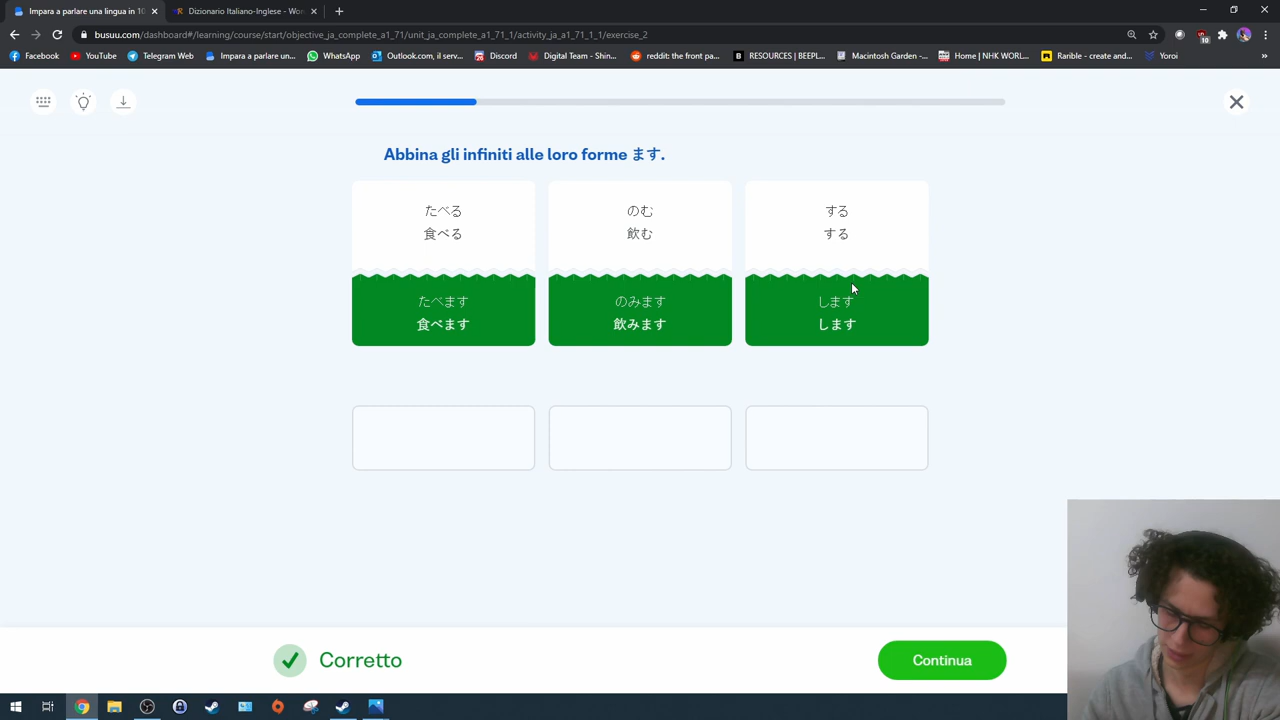 Impara a parlare una lingua in 10
Dizionario Italiano-Inglese - Wor
busuu.com/dashboard#/learning/course/start/objective_ja_complete_a1_71/unit_ja_complete_a1_71_1/activity_ja_a1_71_1_1/exercise_2
10
Facebook
YouTube
Telegram Web
Impara a parlare un...
WhatsApp
Outlook.com, il serv...
Discord
Digital Team - Shin...
reddit: the front pa...
B
RESOURCES | BEEPL...
Macintosh Garden -...
Home | NHK WORL...
Rarible - create and...
Yoroi
»
Abbina gli infiniti alle loro forme ます.
たべる
食べる
たべます
食べます
のむ
飲む
のみます
飲みます
する
する
します
します
Corretto
Continua